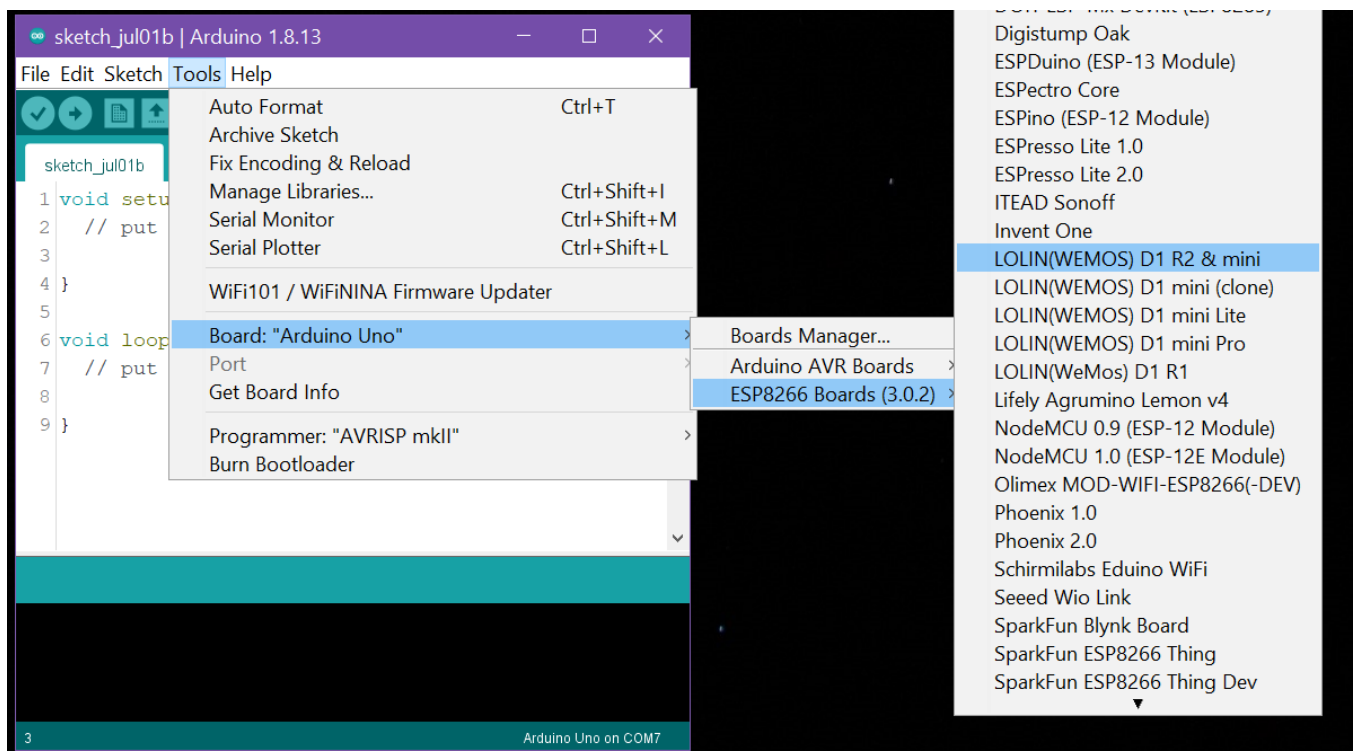 sketch_jul01b | Arduino 1.8.13
File Edit Sketch Tools Help
sketch_jul01b
1 void setu
2 // put
3
4 }
5
6 void loop
7 // put
8
9 }
Auto Format Ctrl+T
Archive Sketch
Fix Encoding & Reload
Manage Libraries... Ctrl+Shift+I
Serial Monitor Ctrl+Shift+M
Serial Plotter Ctrl+Shift+L
WiFi101 / WiFiNINA Firmware Updater
Board: "Arduino Uno"
Port
Get Board Info
Programmer: "AVRISP mkII"
Burn Bootloader
Boards Manager...
Arduino AVR Boards
ESP8266 Boards (3.0.2)
Digistump Oak
ESPDuino (ESP-13 Module)
ESPectro Core
ESPino (ESP-12 Module)
ESPresso Lite 1.0
ESPresso Lite 2.0
ITEAD Sonoff
Invent One
LOLIN(WEMOS) D1 R2 & mini
LOLIN(WEMOS) D1 mini (clone)
LOLIN(WEMOS) D1 mini Lite
LOLIN(WEMOS) D1 mini Pro
LOLIN(WeMos) D1 R1
Lifely Agrumino Lemon v4
NodeMCU 0.9 (ESP-12 Module)
NodeMCU 1.0 (ESP-12E Module)
Olimex MOD-WIFI-ESP8266(-DEV)
Phoenix 1.0
Phoenix 2.0
Schirmilabs Eduino WiFi
Seeed Wio Link
SparkFun Blynk Board
SparkFun ESP8266 Thing
SparkFun ESP8266 Thing Dev
3 Arduino Uno on COM7